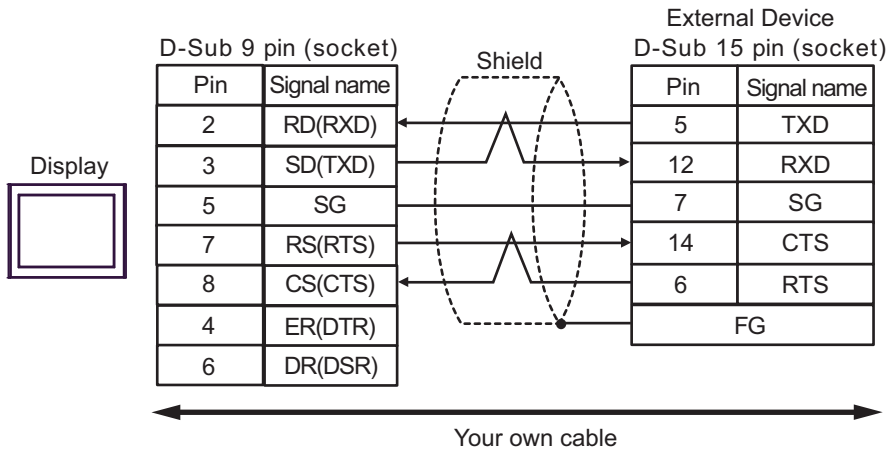 External Device
D-Sub 9 pin (socket)
Shield
D-Sub 15 pin (socket)
Pin Signal name
Pin Signal name
2 RD(RXD)
5 TXD
3 SD(TXD)
12 RXD
Display
5 SG
7 SG
7 RS(RTS)
14 CTS
8 CS(CTS)
6 RTS
4 ER(DTR)
FG
6 DR(DSR)
Your own cable